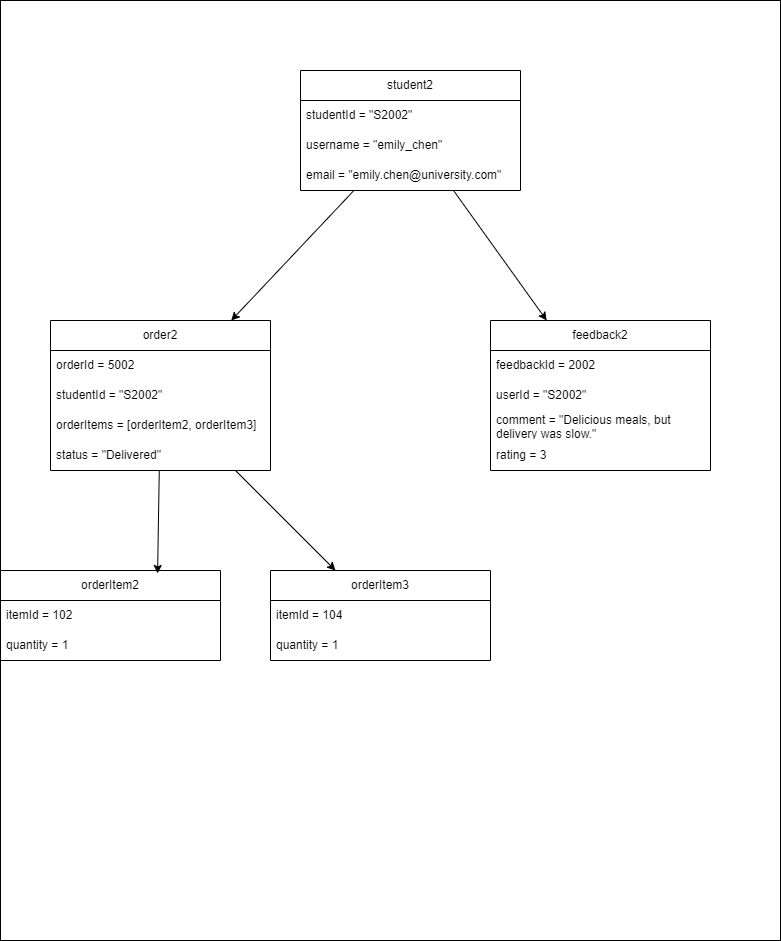 student2
studentId = "S2002"
username = "emily_chen"
email = "emily.chen@university.com"
order2
orderId = 5002
studentId = "S2002"
orderItems = [orderItem2, orderItem3]
status = "Delivered"
feedback2
feedbackId = 2002
userId = "S2002"
comment = "Delicious meals, but
delivery was slow."
rating = 3
orderItem2
itemId = 102
quantity = 1
orderItem3
itemId = 104
quantity = 1